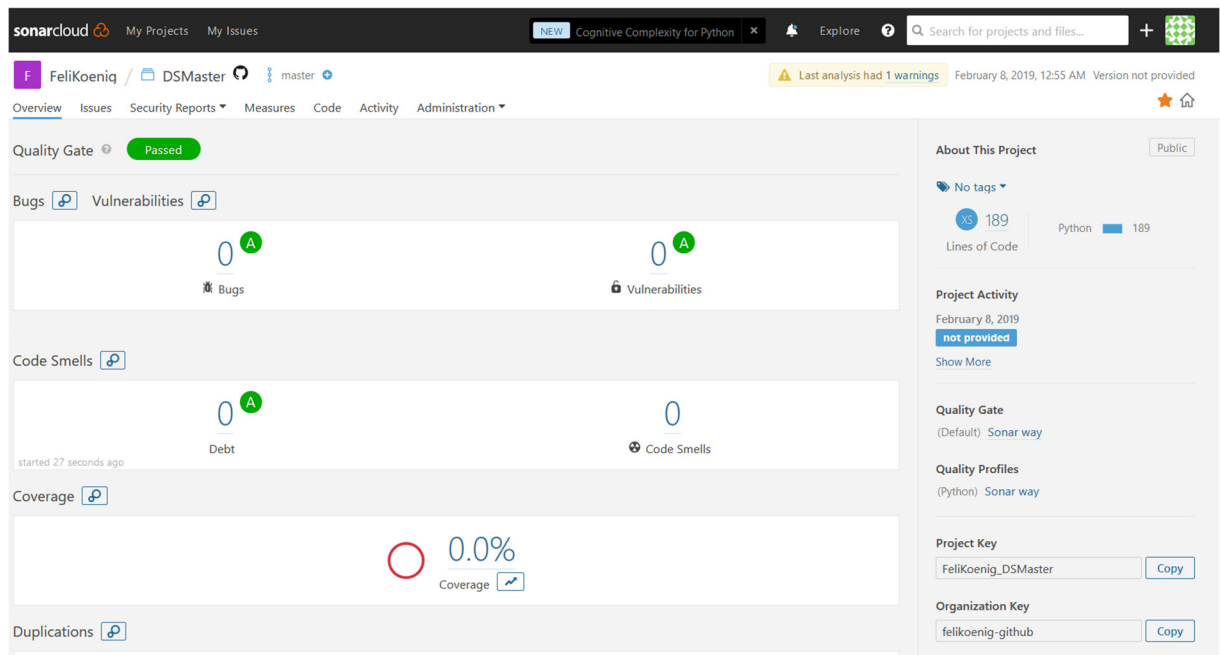 sonarcloud My Projects My Issues NEW Cognitive Complexity for Python × Explore ? Search for projects and files... +
F FeliKoenig / DSMaster master Last analysis had 1 warnings February 8, 2019, 12:55 AM Version not provided
Overview Issues Security Reports Measures Code Activity Administration
Quality Gate ? Passed
Bugs Vulnerabilities
0 A 0 A
Bugs Vulnerabilities
Code Smells
0 A 0
Debt Code Smells
started 27 seconds ago
Coverage
0.0%
Coverage
Duplications
About This Project Public
No tags
XS 189 Python 189
Lines of Code
Project Activity
February 8, 2019
not provided
Show More
Quality Gate
(Default) Sonar way
Quality Profiles
(Python) Sonar way
Project Key
FeliKoenig_DSMaster Copy
Organization Key
felikoenig-github Copy